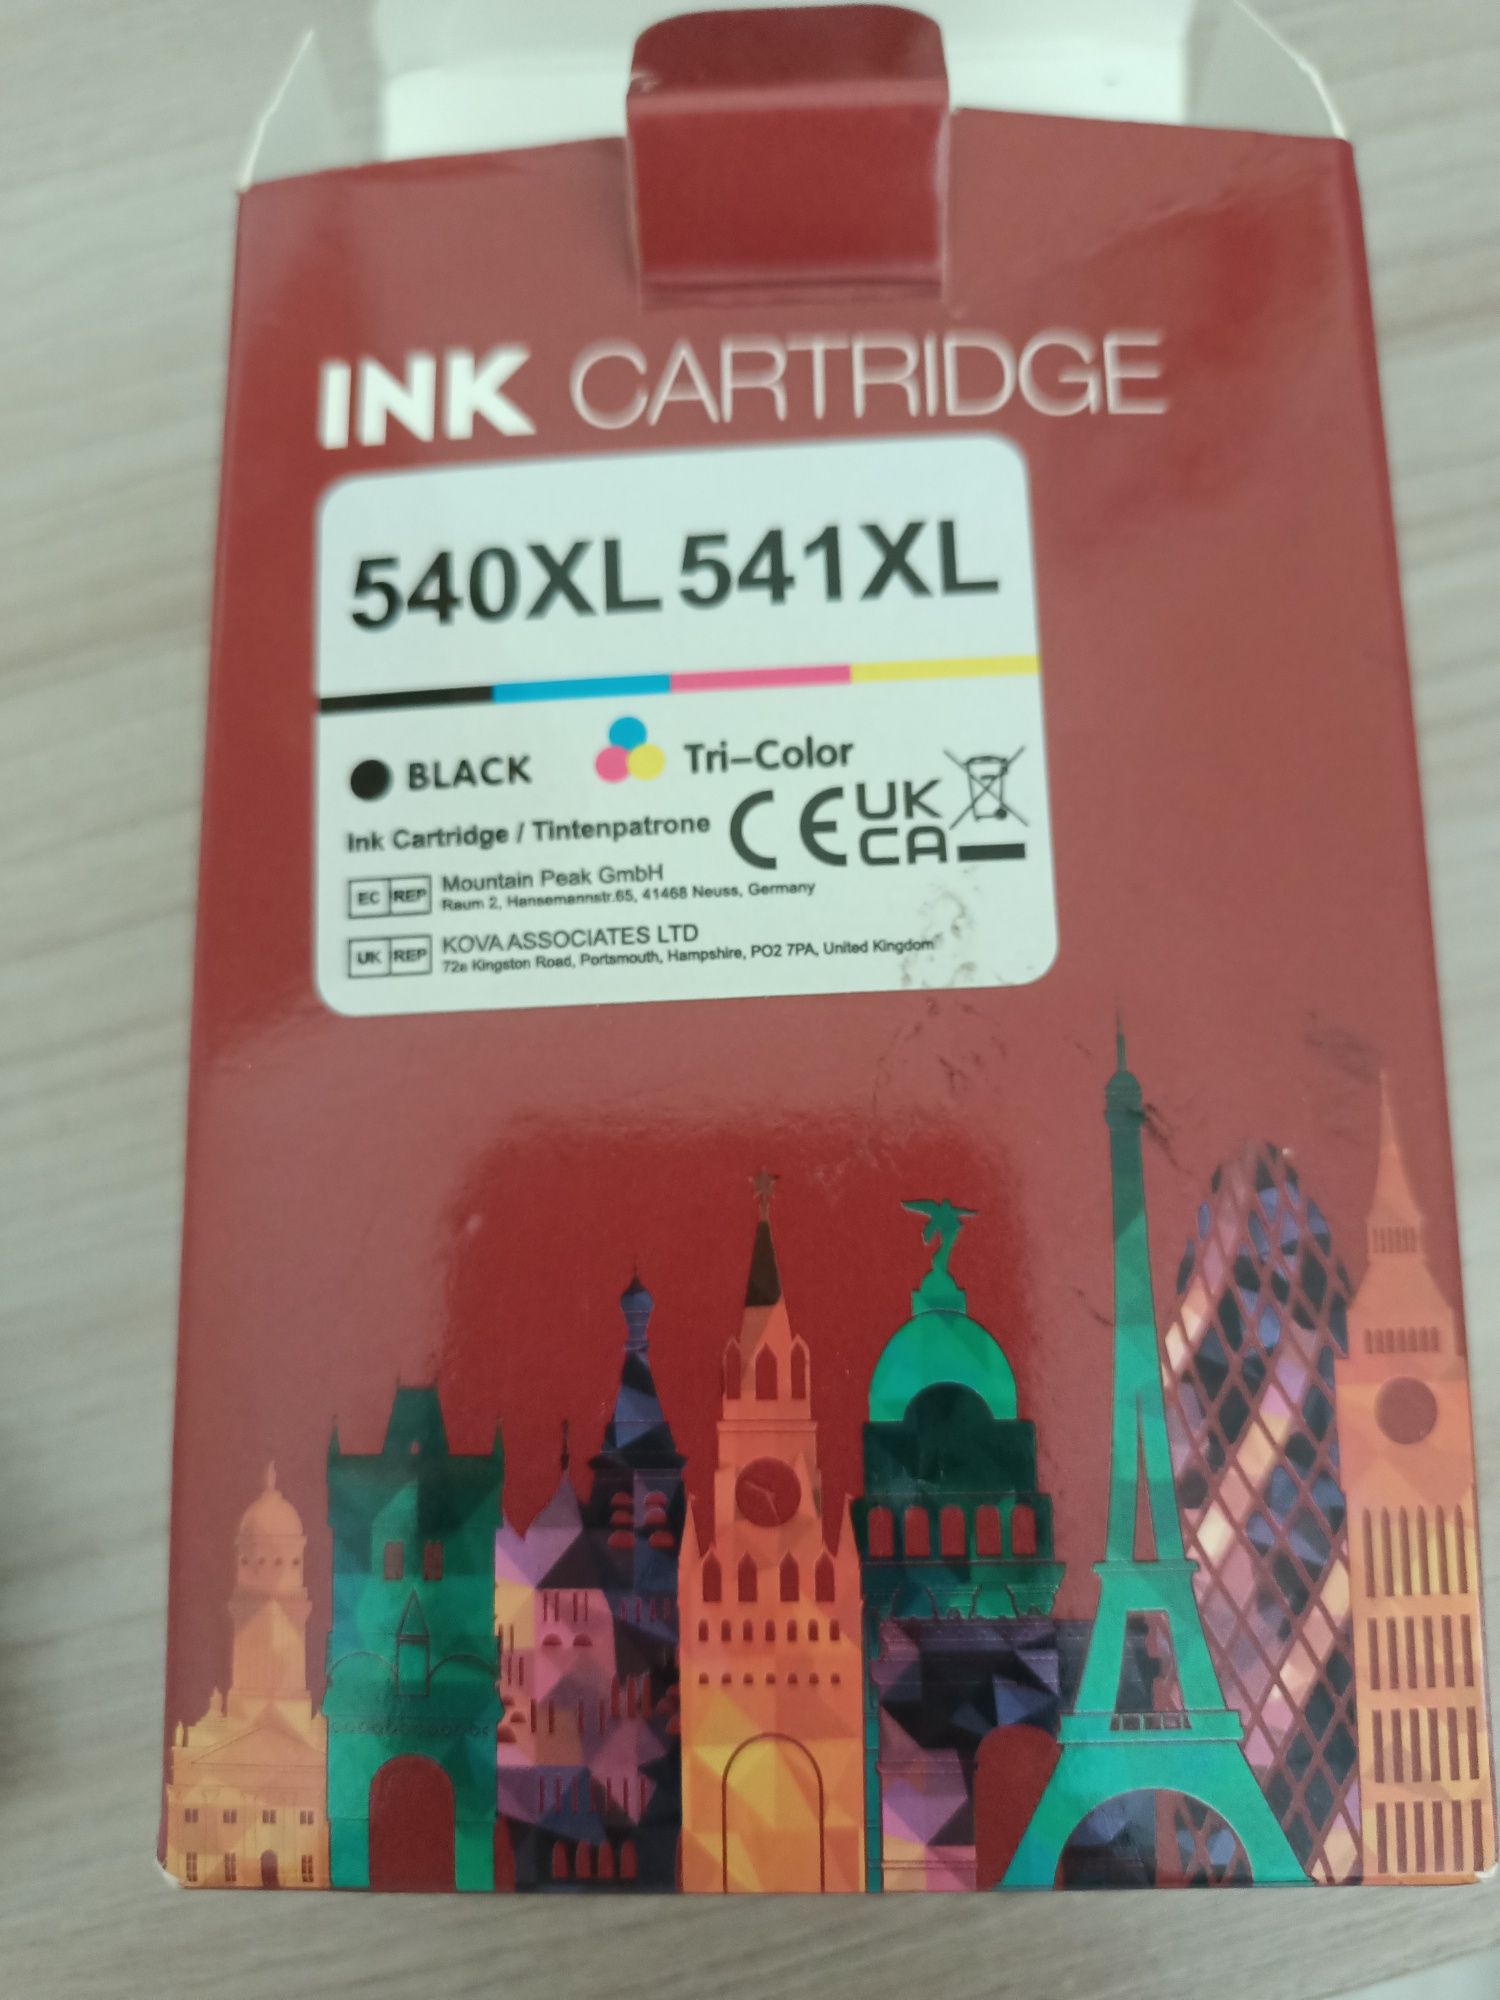 INK CARTRIDGE
540XL 541XL
BLACK Tri-Color
Ink Cartridge / Tintenpatrone CE UK CA
EC REP Mountain Peak GmbH
Raum 2, Hansemannstr.65, 41468 Neuss, Germany
UK REP KOVA ASSOCIATES LTD
72e Kingston Road, Portsmouth, Hampshire, PO2 7PA, United Kingdom